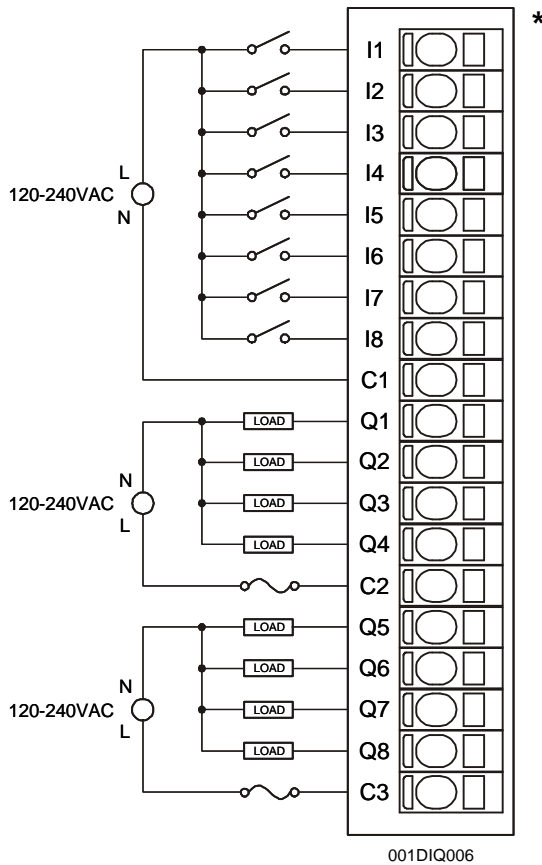 *
I1
I2
I3
L
120-240VAC
N
I4
I5
I6
I7
I8
C1
LOAD Q1
LOAD Q2
N
120-240VAC
L
LOAD Q3
LOAD Q4
C2
LOAD Q5
LOAD Q6
N
120-240VAC
L
LOAD Q7
LOAD Q8
C3
001DIQ006